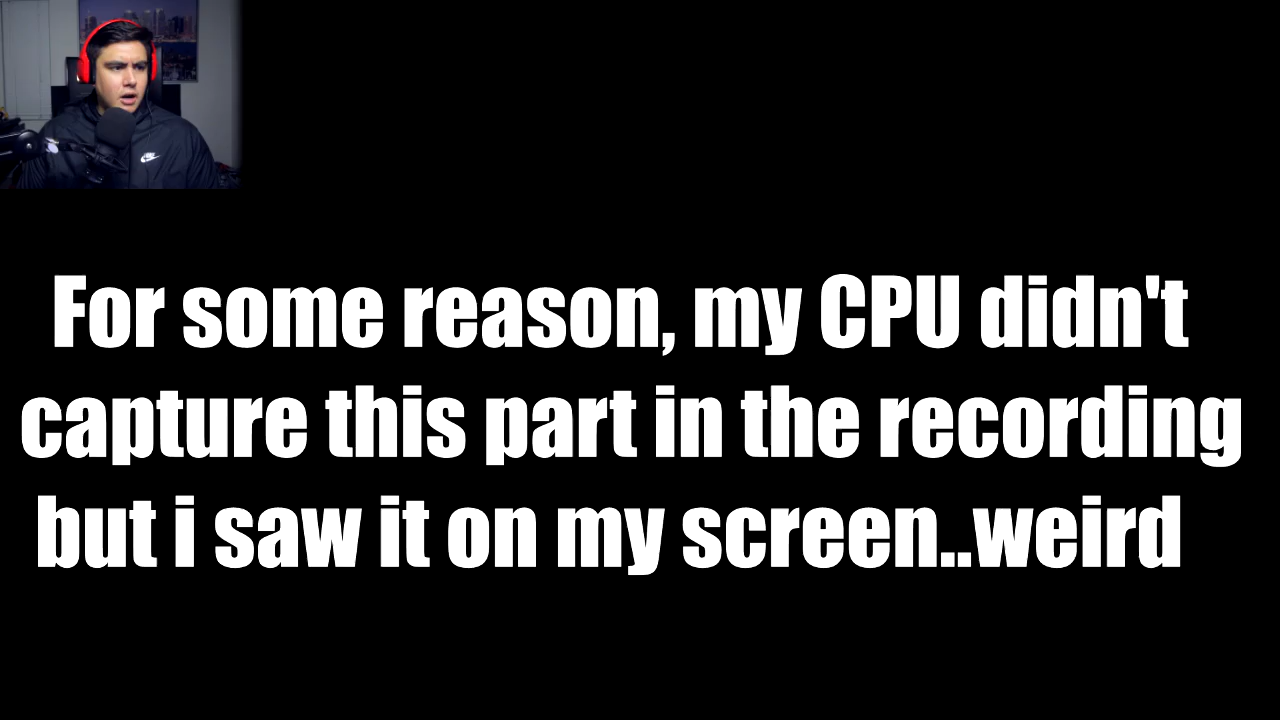 For some reason, my CPU didn't
capture this part in the recording
but i saw it on my screen..weird